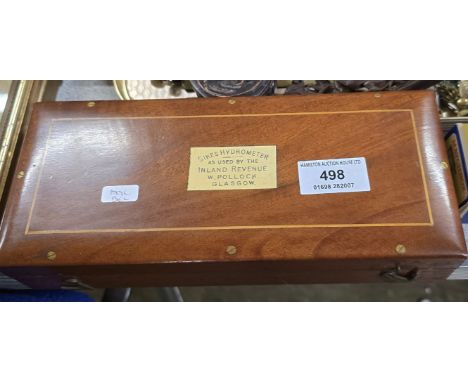 SIKES HYDROMETER
AS USED BY THE
INLAND REVENUE
W. POLLOCK
GLASGOW
HAMILTON AUCTION HOUSE LTD
498
01698 282007